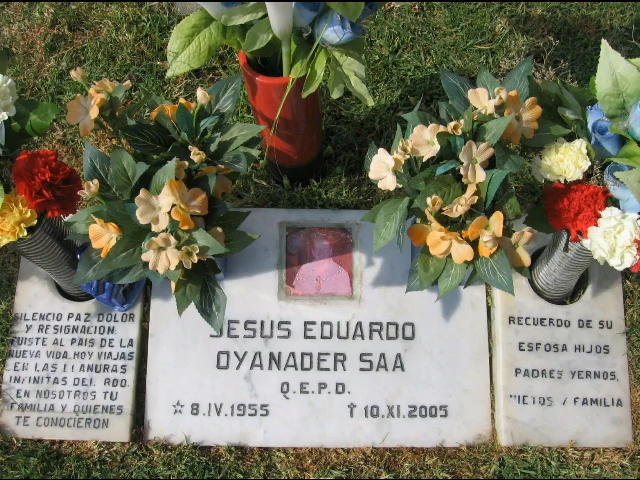 SILENCIO PAZ DOLOR
Y RESIGNACION.
FUISTE AL PAIS DE LA
NUEVA VIDA. HOY VIAJAS
EN LAS LLANURAS
INFINITAS DEL RDO.
EN NOSOTROS TU
FAMILIA Y QUIENES
TE CONOCIERON
JESUS EDUARDO
OYANADER SAA
Q.E.P.D.
☆ 8.IV.1955 † 10.XI.2005
RECUERDO DE SU
ESPOSA HIJOS
PADRES YERNOS,
NIETOS / FAMILIA